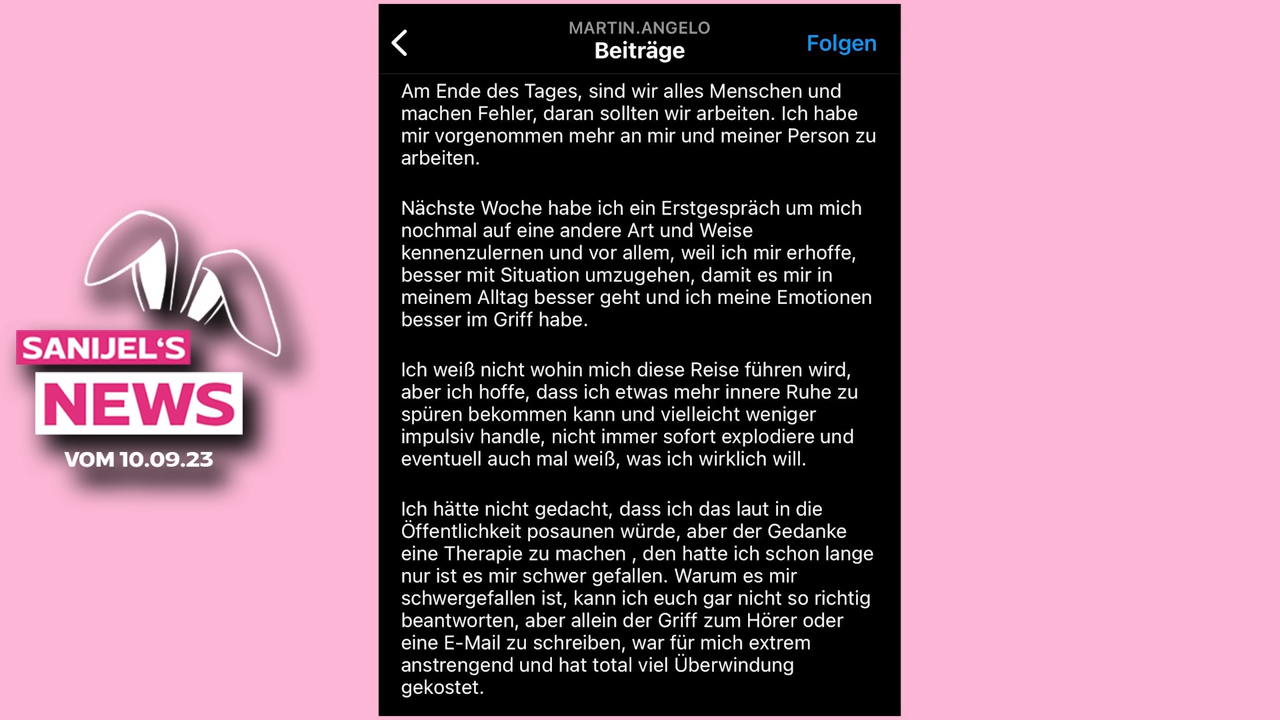 MARTIN.ANGELO
Beiträge
Folgen
Am Ende des Tages, sind wir alles Menschen und
machen Fehler, daran sollten wir arbeiten. Ich habe
mir vorgenommen mehr an mir und meiner Person zu
arbeiten.
Nächste Woche habe ich ein Erstgespräch um mich
nochmal auf eine andere Art und Weise
kennenzulernen und vor allem, weil ich mir erhoffe,
besser mit Situation umzugehen, damit es mir in
meinem Alltag besser geht und ich meine Emotionen
besser im Griff habe.
Ich weiß nicht wohin mich diese Reise führen wird,
aber ich hoffe, dass ich etwas mehr innere Ruhe zu
spüren bekommen kann und vielleicht weniger
impulsiv handle, nicht immer sofort explodiere und
eventuell auch mal weiß, was ich wirklich will.
Ich hätte nicht gedacht, dass ich das laut in die
Öffentlichkeit posaunen würde, aber der Gedanke
eine Therapie zu machen , den hatte ich schon lange
nur ist es mir schwer gefallen. Warum es mir
schwergefallen ist, kann ich euch gar nicht so richtig
beantworten, aber allein der Griff zum Hörer oder
eine E-Mail zu schreiben, war für mich extrem
anstrengend und hat total viel Überwindung
gekostet.
SANIJEL‘S
NEWS
VOM 10.09.23